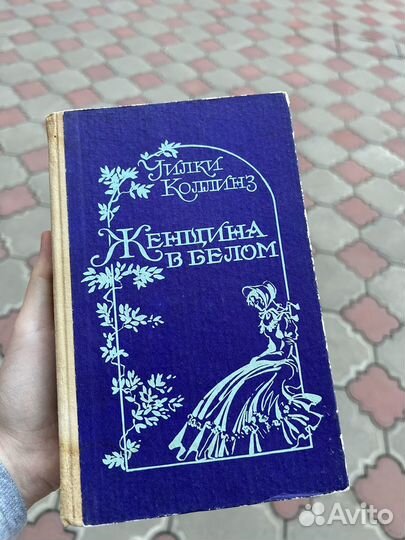 Уилки
Коллинз
Женщина
в белом
Avito